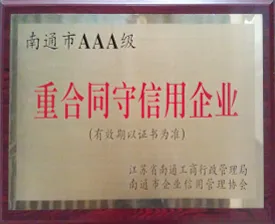 南通市AAA级
重合同守信用企业
(有效期以证书为准)
江苏省南通工商行政管理局
南通市企业信用管理协会